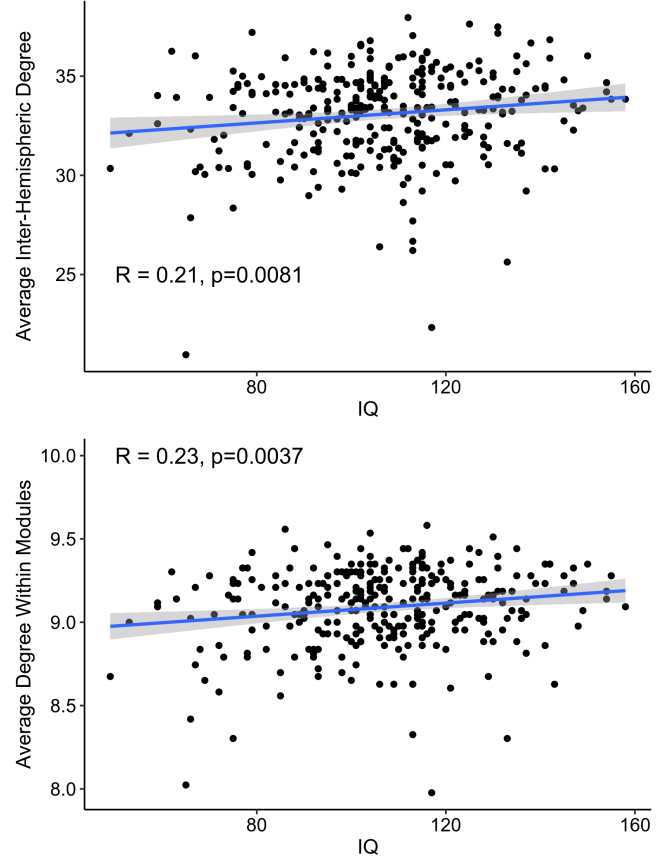 Average Inter-Hemispheric Degree
35
30
25
R = 0.21, p=0.0081
80 120 160
IQ
Average Degree Within Modules
10.0
R = 0.23, p=0.0037
9.5
9.0
8.5
8.0
80 120 160
IQ